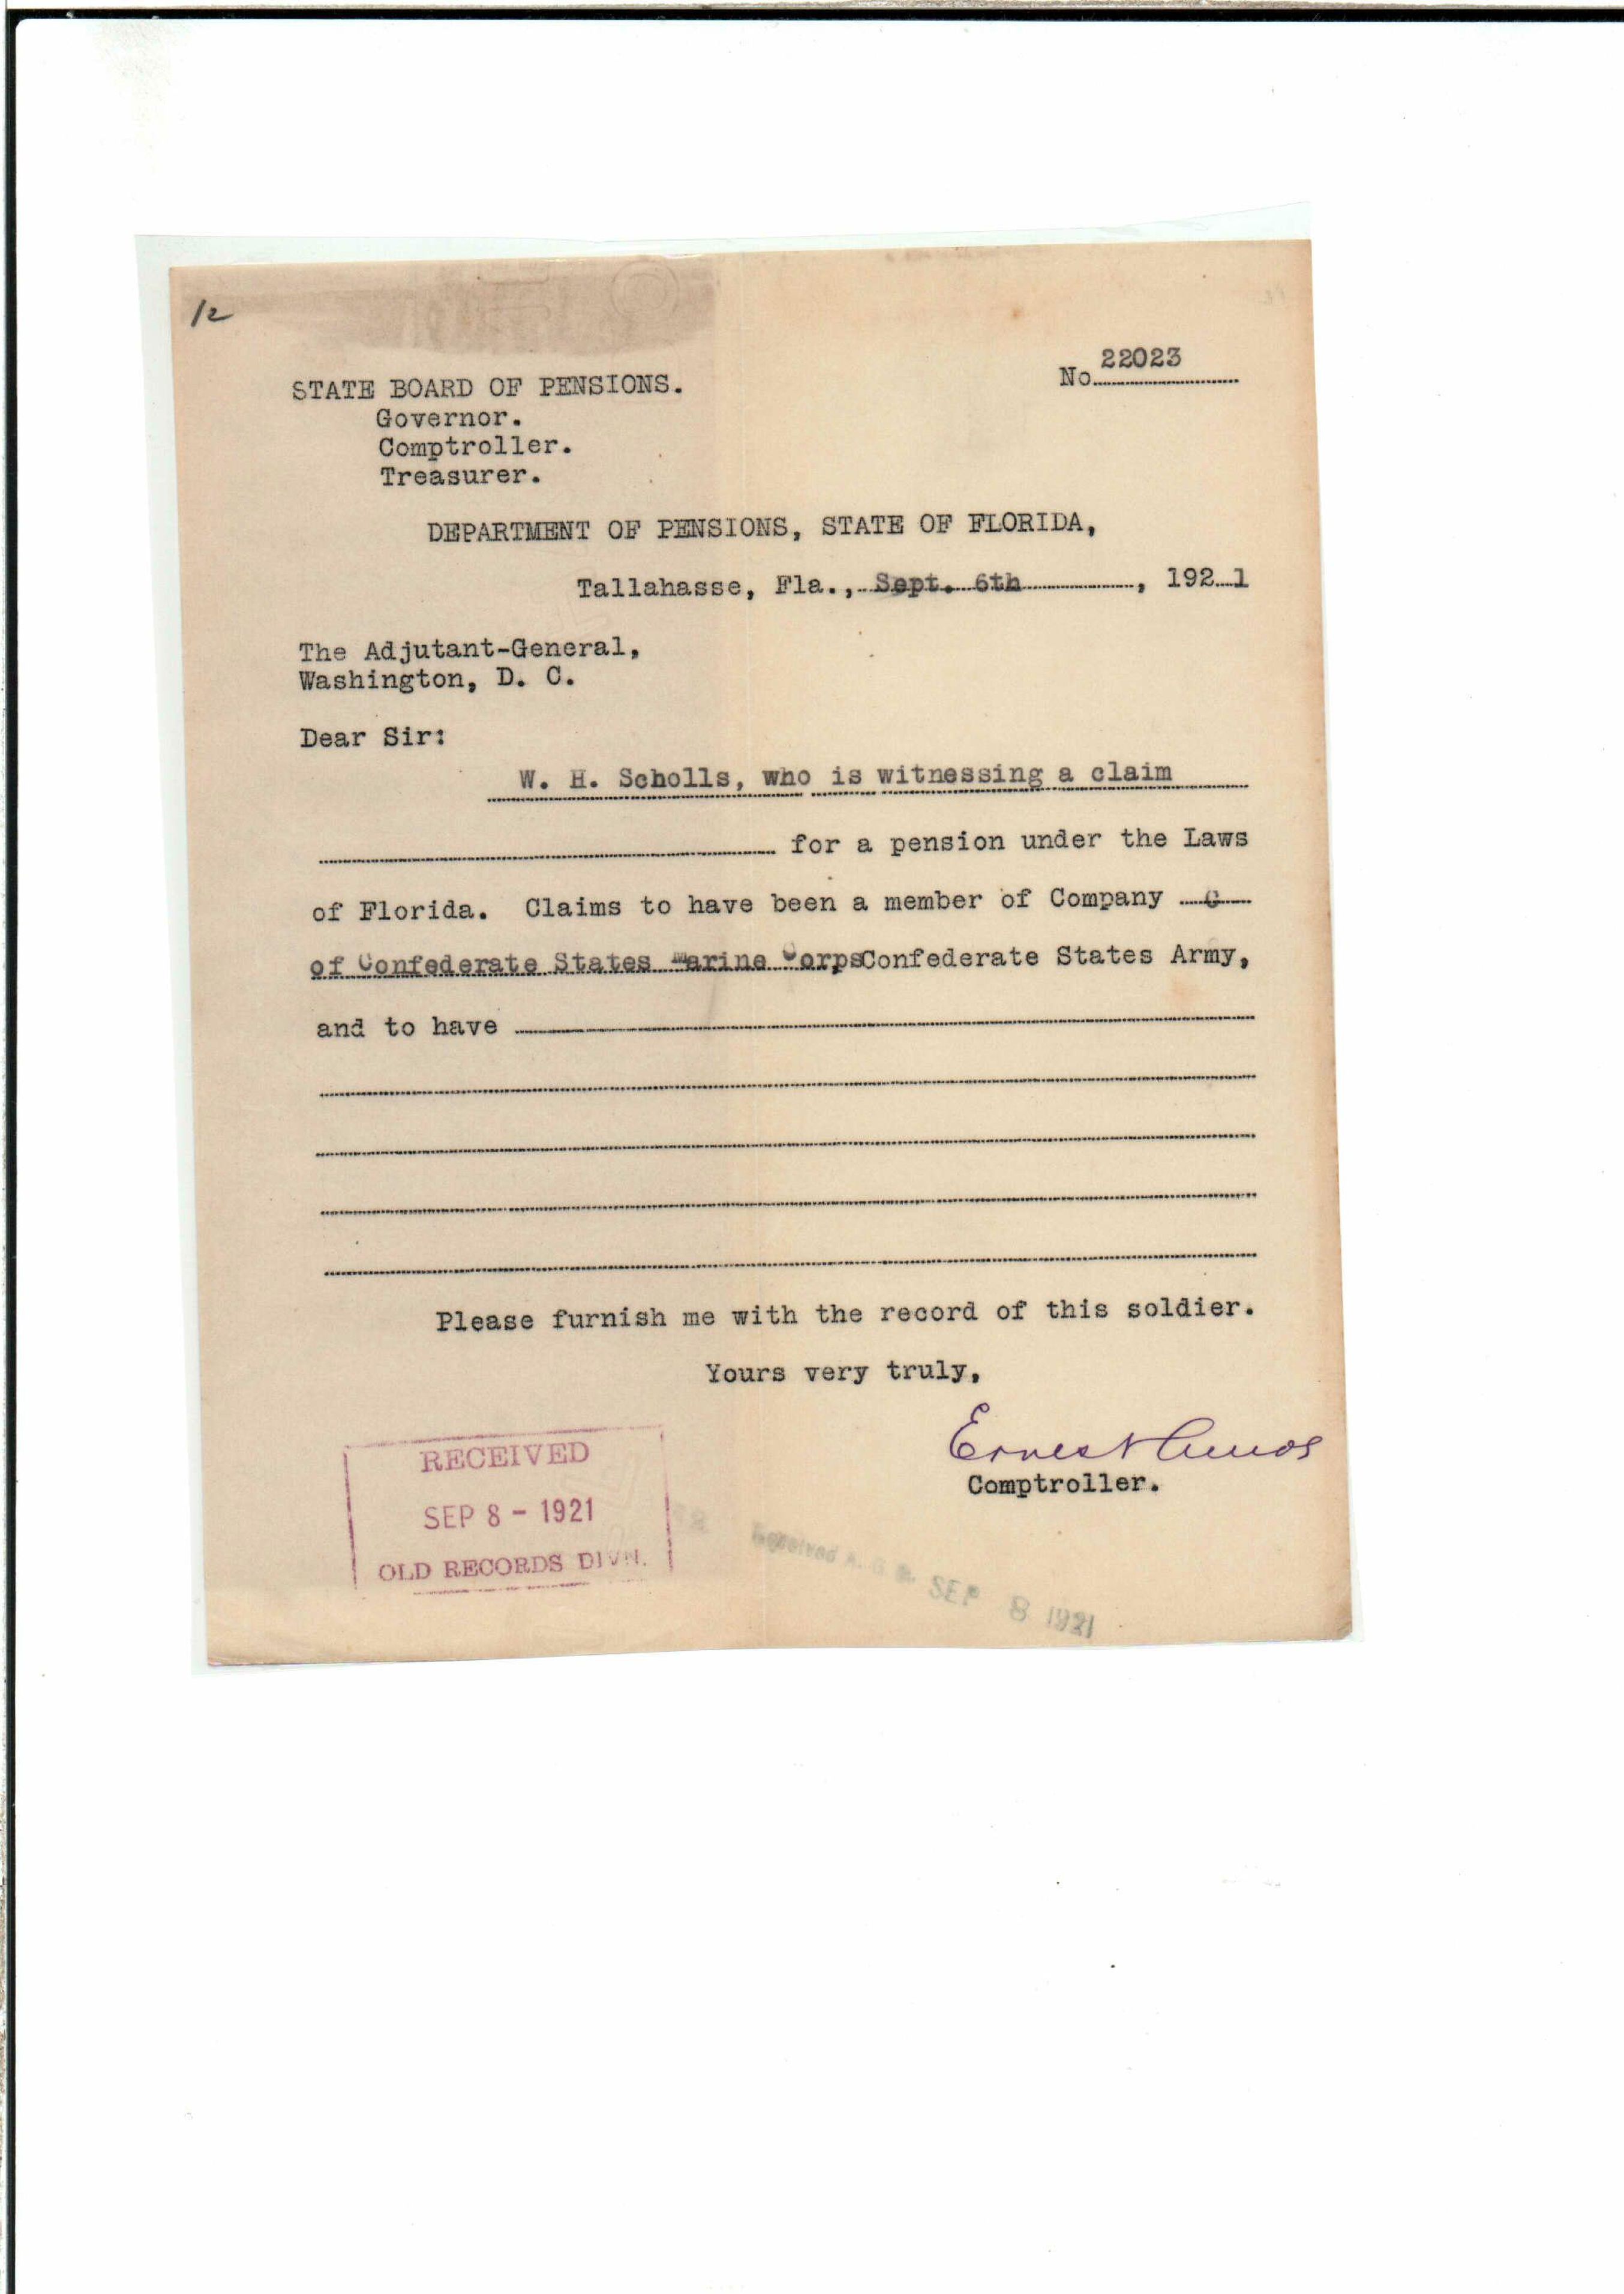 12
22023
No
STATE BOARD OF PENSIONS.
Governor.
Comptroller.
Treasurer.
DEPARTMENT OF PENSIONS, STATE OF FLORIDA,
Tallahasse, Fla., Sept. 6th, 1921
The Adjutant-General,
Washington, D. C.
Dear Sir:
W. H. Scholls, who is witnessing a claim
for a pension under the Laws
of Florida. Claims to have been a member of Company C
of Confederate States Marine Corps Confederate States Army,
and to have
Please furnish me with the record of this soldier.
Yours very truly,
Ernest Amos
Comptroller.
RECEIVED
SEP 8 - 1921
OLD RECORDS DIVN.
Received A. G. O. SEP 8 1921